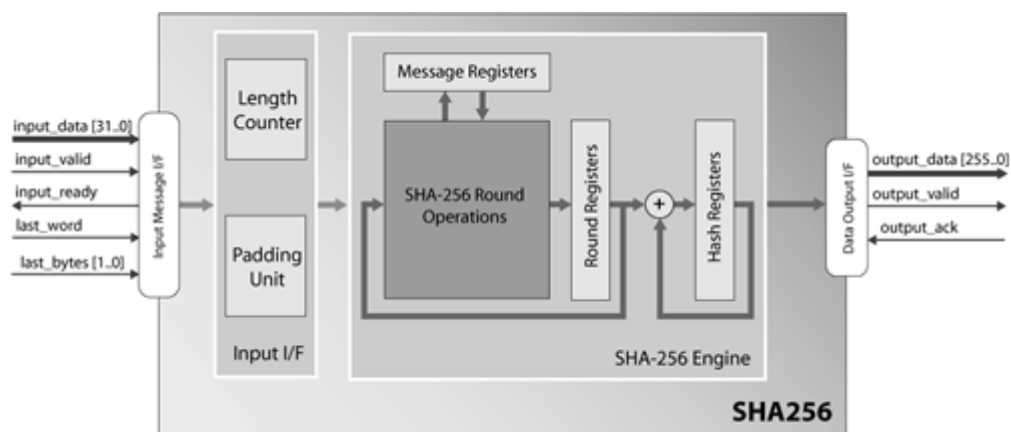 input_data [31..0]
input_valid
input_ready
last_word
last_bytes [1..0]
Input Message I/F
Length
Counter
Padding
Unit
Input I/F
Message Registers
SHA-256 Round
Operations
Round Registers
+
Hash Registers
SHA-256 Engine
Data Output I/F
output_data [255..0]
output_valid
output_ack
SHA256